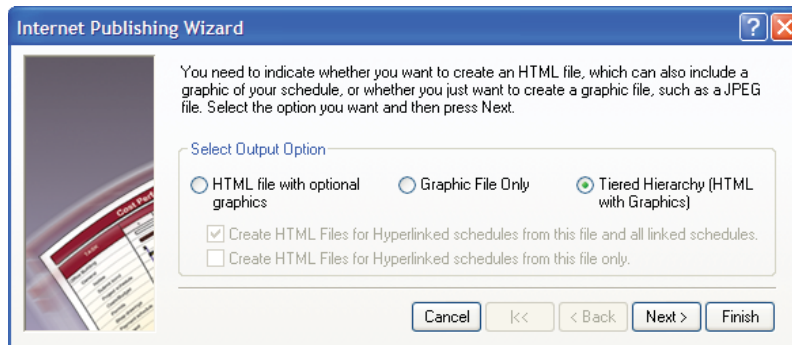 Internet Publishing Wizard
You need to indicate whether you want to create an HTML file, which can also include a
graphic of your schedule, or whether you just want to create a graphic file, such as a JPEG
file. Select the option you want and then press Next.
Select Output Option
HTML file with optional
graphics
Graphic File Only
Tiered Hierarchy (HTML
with Graphics)
Create HTML Files for Hyperlinked schedules from this file and all linked schedules.
Create HTML Files for Hyperlinked schedules from this file only.
Cancel
|<<
< Back
Next >
Finish